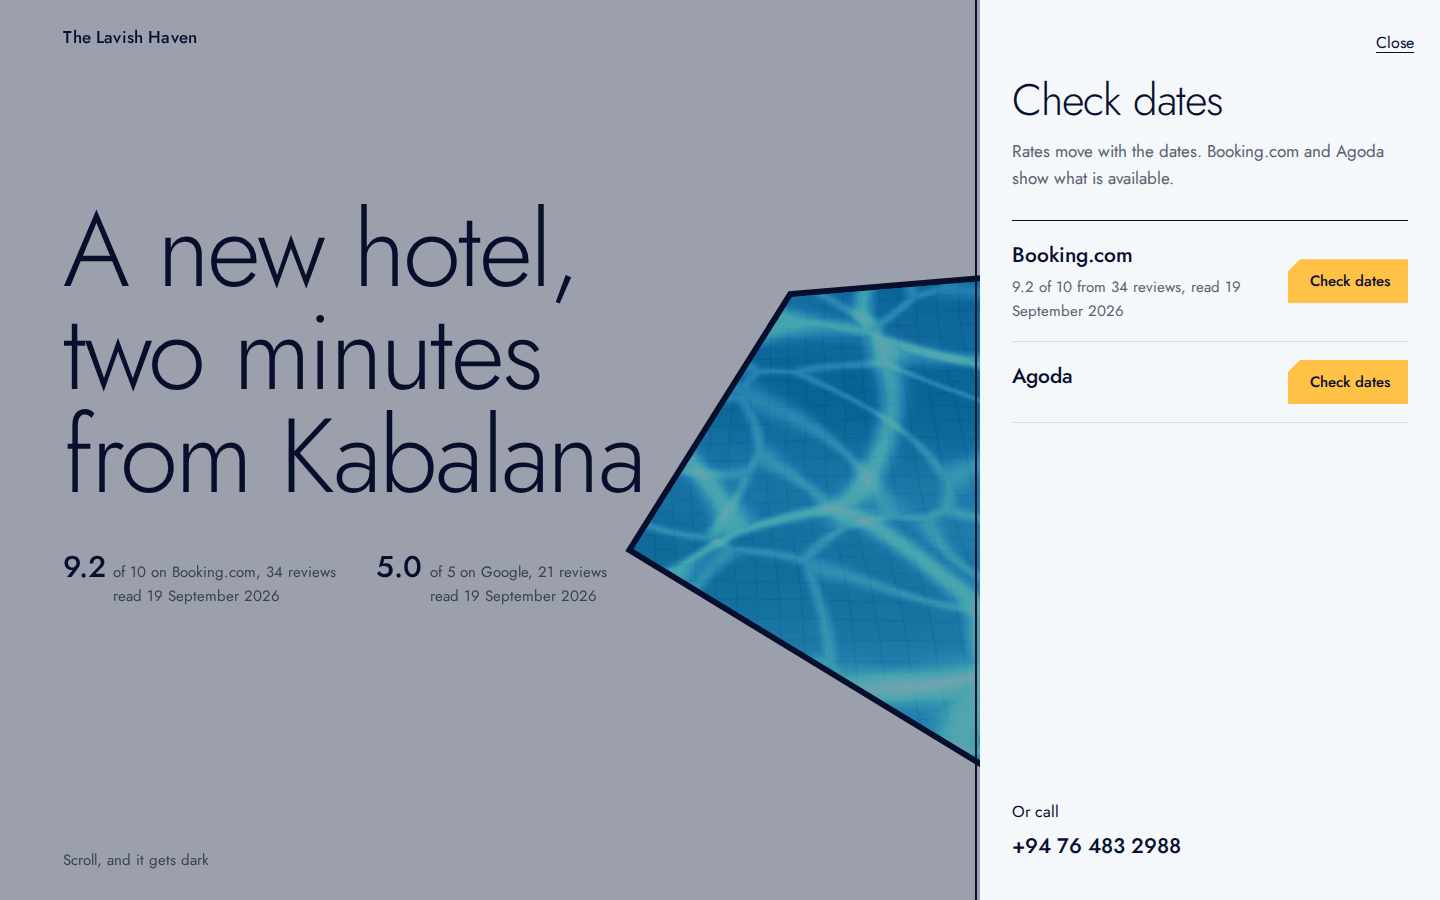 The Lavish Haven
A new hotel,
two minutes
from Kabalana
9.2 of 10 on Booking.com, 34 reviews
read 19 September 2026
5.0 of 5 on Google, 21 reviews
read 19 September 2026
Scroll, and it gets dark
Close
Check dates
Rates move with the dates. Booking.com and Agoda
show what is available.
Booking.com
9.2 of 10 from 34 reviews, read 19
September 2026
Check dates
Agoda
Check dates
Or call
+94 76 483 2988